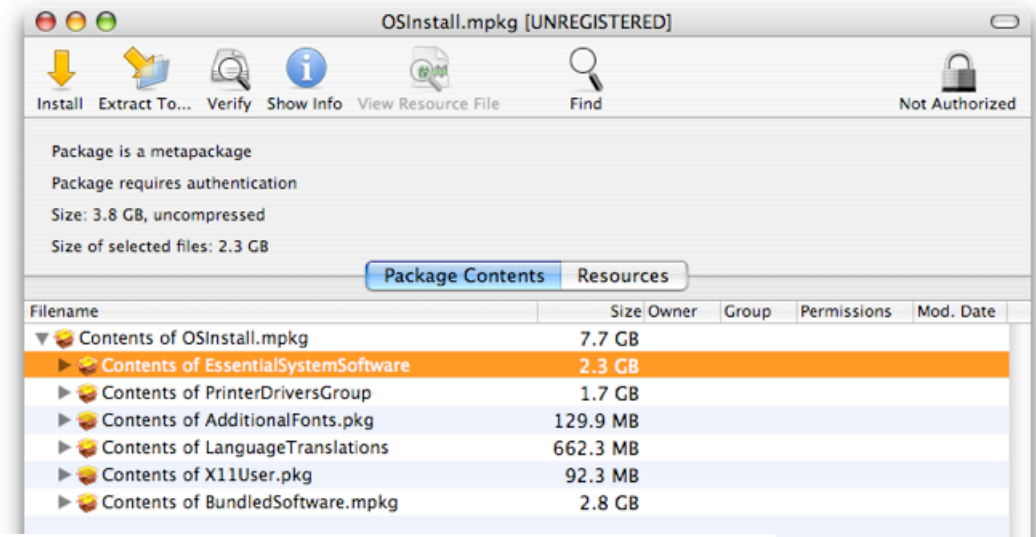 OSInstall.mpkg [UNREGISTERED]
Install Extract To... Verify Show Info View Resource File Find Not Authorized
Package is a metapackage
Package requires authentication
Size: 3.8 GB, uncompressed
Size of selected files: 2.3 GB
Package Contents Resources
Filename Size Owner Group Permissions Mod. Date
Contents of OSInstall.mpkg 7.7 GB
Contents of EssentialSystemSoftware 2.3 GB
Contents of PrinterDriversGroup 1.7 GB
Contents of AdditionalFonts.pkg 129.9 MB
Contents of LanguageTranslations 662.3 MB
Contents of X11User.pkg 92.3 MB
Contents of BundledSoftware.mpkg 2.8 GB